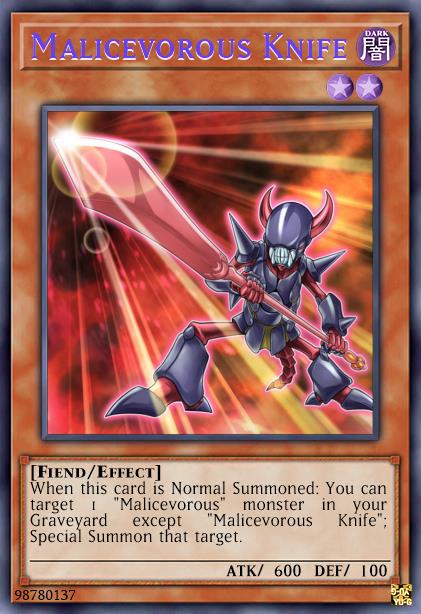 Malicevorous Knife
DARK
闇
[Fiend/Effect]
When this card is Normal Summoned: You can
target 1 "Malicevorous" monster in your
Graveyard except "Malicevorous Knife";
Special Summon that target.
ATK/ 600 DEF/ 100
98780137